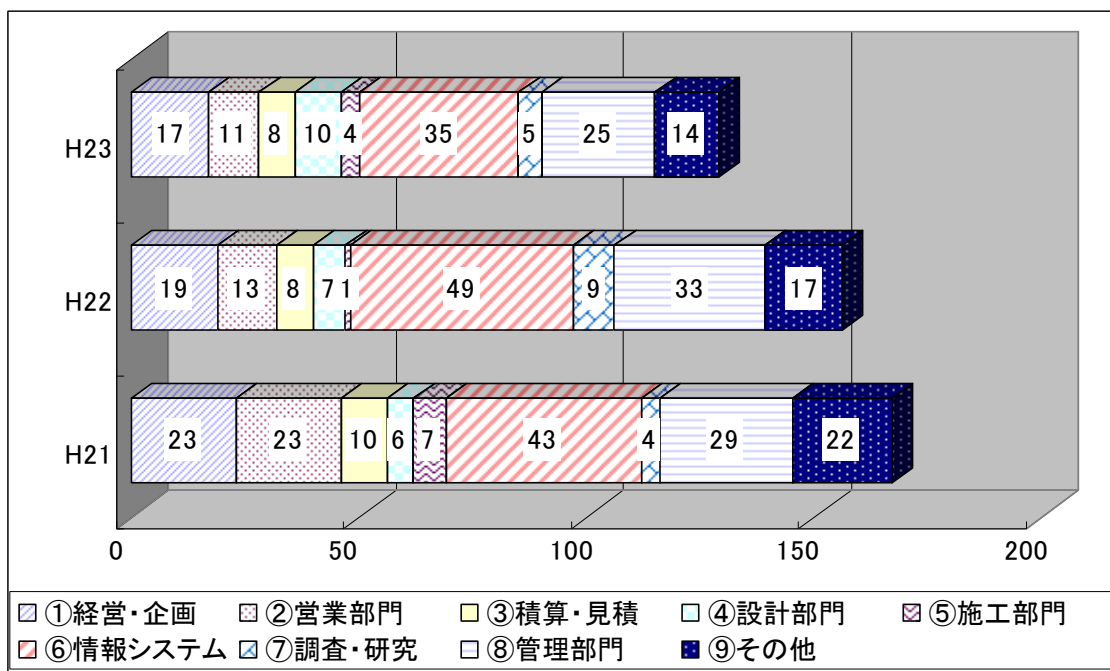 H23 17 11 8 10 4 35 5 25 14
H22 19 13 8 7 1 49 9 33 17
H21 23 23 10 6 7 43 4 29 22
0 50 100 150 200
①経営・企画 ②営業部門 ③積算・見積 ④設計部門 ⑤施工部門
⑥情報システム ⑦調査・研究 ⑧管理部門 ⑨その他